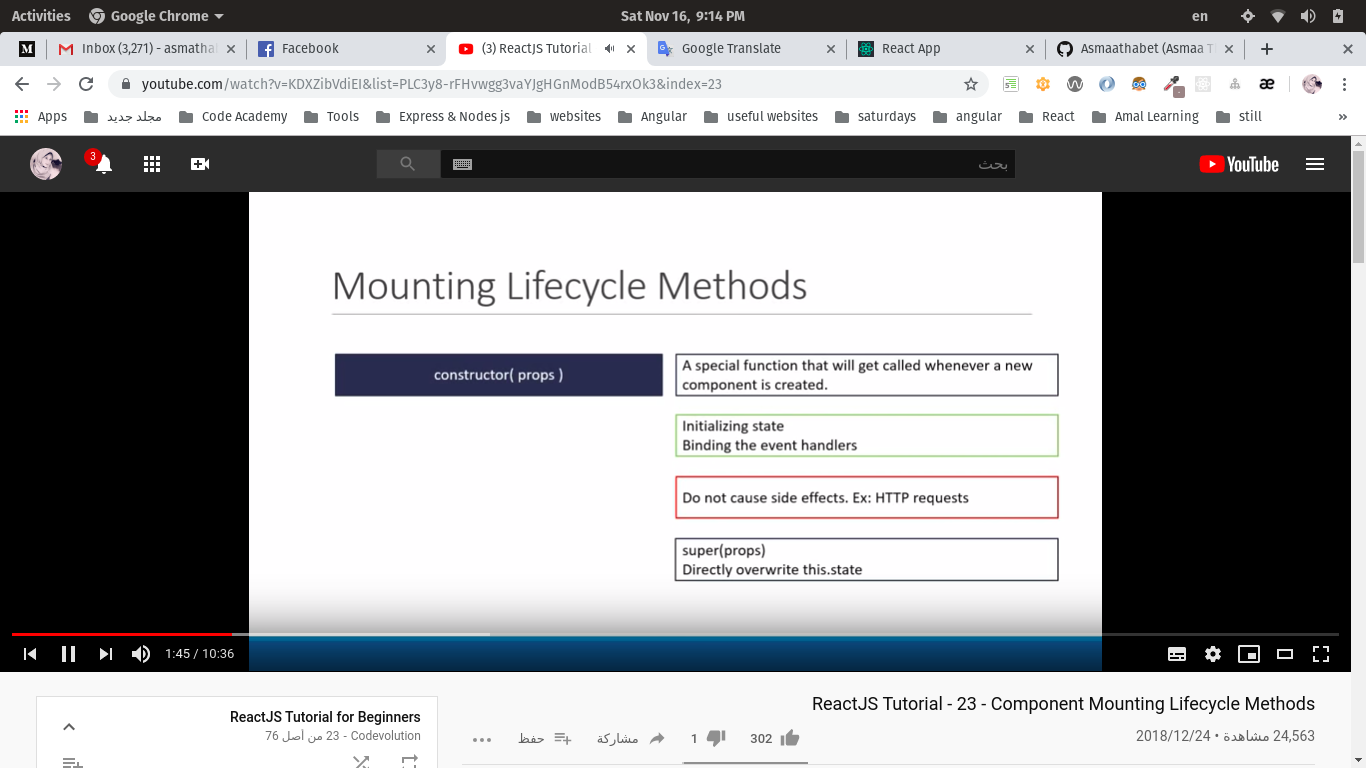 Activities Google Chrome Sat Nov 16, 9:14 PM en
M Inbox (3,271) - asmathal Facebook (3) ReactJS Tutorial Google Translate React App Asmaathabet (Asmaa T
youtube.com/watch?v=KDXZibVdiEI&list=PLC3y8-rFHvwgg3vaYJgHGnModB54rxOk3&index=23 æ
Apps مجلد جديد Code Academy Tools Express & Nodes js websites Angular useful websites saturdays angular React Amal Learning still »
3 بحث YouTube
Mounting Lifecycle Methods
constructor( props )
A special function that will get called whenever a new
component is created.
Initializing state
Binding the event handlers
Do not cause side effects. Ex: HTTP requests
super(props)
Directly overwrite this.state
1:45 / 10:36
ReactJS Tutorial - 23 - Component Mounting Lifecycle Methods
24,563 مشاهدة • 24‏/12‏/2018
302 1 مشاركة حفظ
ReactJS Tutorial for Beginners
Codevolution - 23 من أصل 76